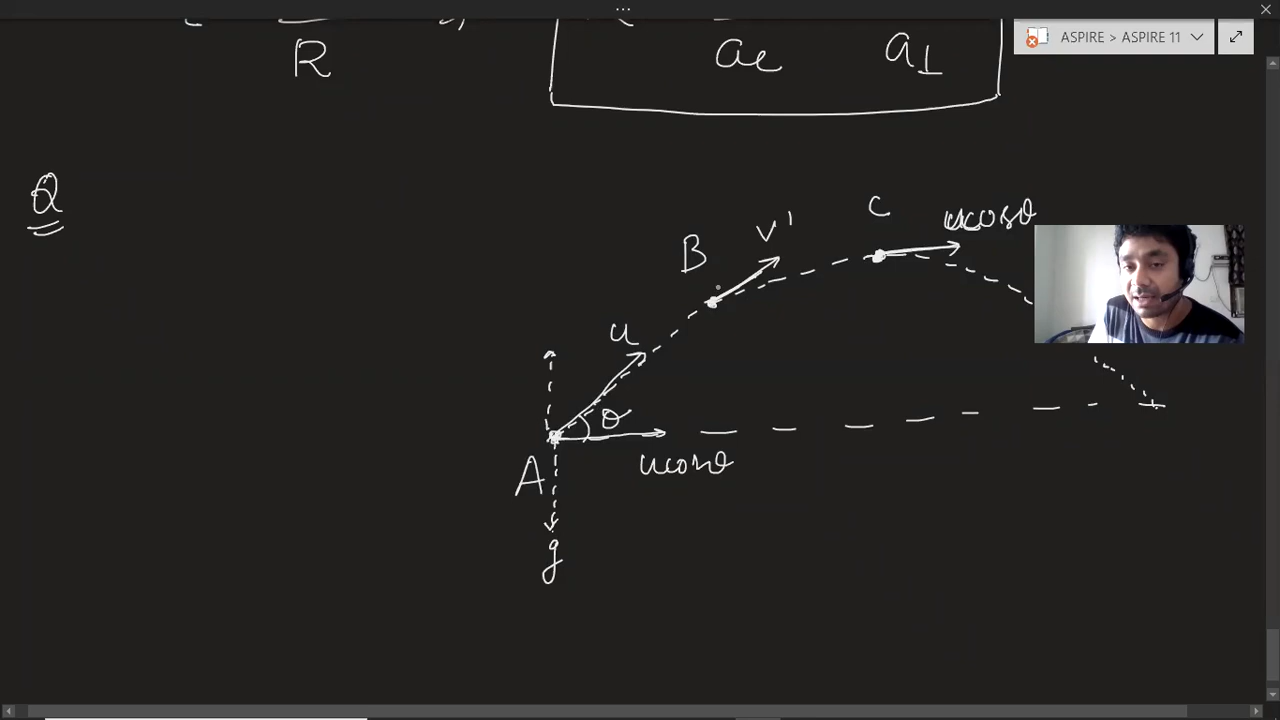 ASPIRE > ASPIRE 11
R
ac
a⊥
Q
B
v'
C
ucosθ
u
θ
A
ucosθ
g